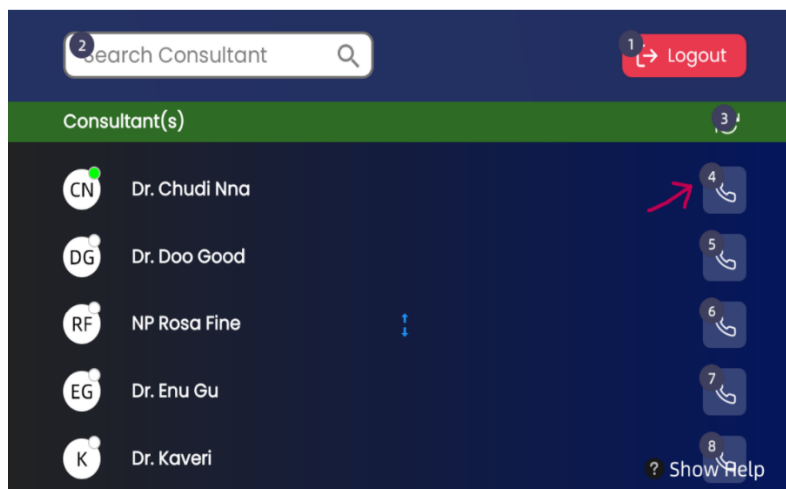 2 Search Consultant
1 Logout
Consultant(s)
3
CN Dr. Chudi Nna 4
DG Dr. Doo Good 5
RF NP Rosa Fine 6
EG Dr. Enu Gu 7
K Dr. Kaveri 8
? Show Help